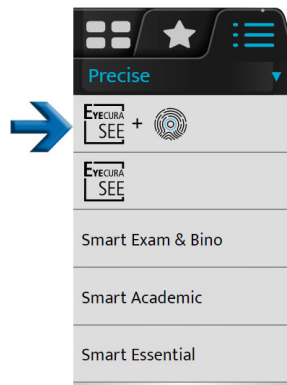 Precise
EYECURA
SEE +
EYECURA
SEE
Smart Exam & Bino
Smart Academic
Smart Essential